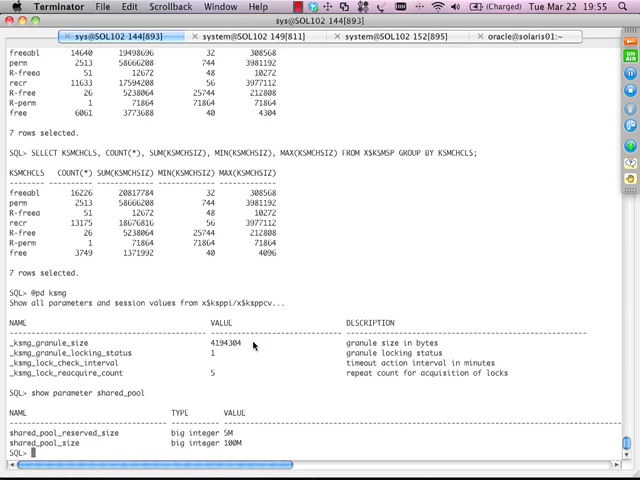 Terminator File Edit Scrollback Window Help (Charged) Tue Mar 22 19:55
sys@SOL102 144[893]
sys@SOL102 144[893] system@SOL102 149[811] system@SOL102 152[895] oracle@solaris01:~
ON AIR
freeabl 14640 19498696 32 308568
perm 2513 58666208 744 3981192
R-freea 51 12672 48 10272
recr 11633 17594208 56 3977112
R-free 26 5238064 25744 212808
R-perm 1 71864 71864 71864
free 6061 3773688 40 4304
7 rows selected.
SQL> SELECT KSMCHCLS, COUNT(*), SUM(KSMCHSIZ), MIN(KSMCHSIZ), MAX(KSMCHSIZ) FROM X$KSMSP GROUP BY KSMCHCLS;
KSMCHCLS COUNT(*) SUM(KSMCHSIZ) MIN(KSMCHSIZ) MAX(KSMCHSIZ)
-------- ---------- ------------- ------------- -------------
freeabl 16226 20817784 32 308568
perm 2513 58666208 744 3981192
R-freea 51 12672 48 10272
recr 13175 18676816 56 3977112
R-free 26 5238064 25744 212808
R-perm 1 71864 71864 71864
free 3749 1371992 40 4096
7 rows selected.
SQL> @pd ksmg
Show all parameters and session values from x$ksppi/x$ksppcv...
NAME VALUE DESCRIPTION
_ksmg_granule_size 4194304 granule size in bytes
_ksmg_granule_locking_status 1 granule locking status
_ksmg_lock_check_interval timeout action interval in minutes
_ksmg_lock_reacquire_count 5 repeat count for acquisition of locks
SQL> show parameter shared_pool
NAME TYPE VALUE
shared_pool_reserved_size big integer 5M
shared_pool_size big integer 100M
SQL>